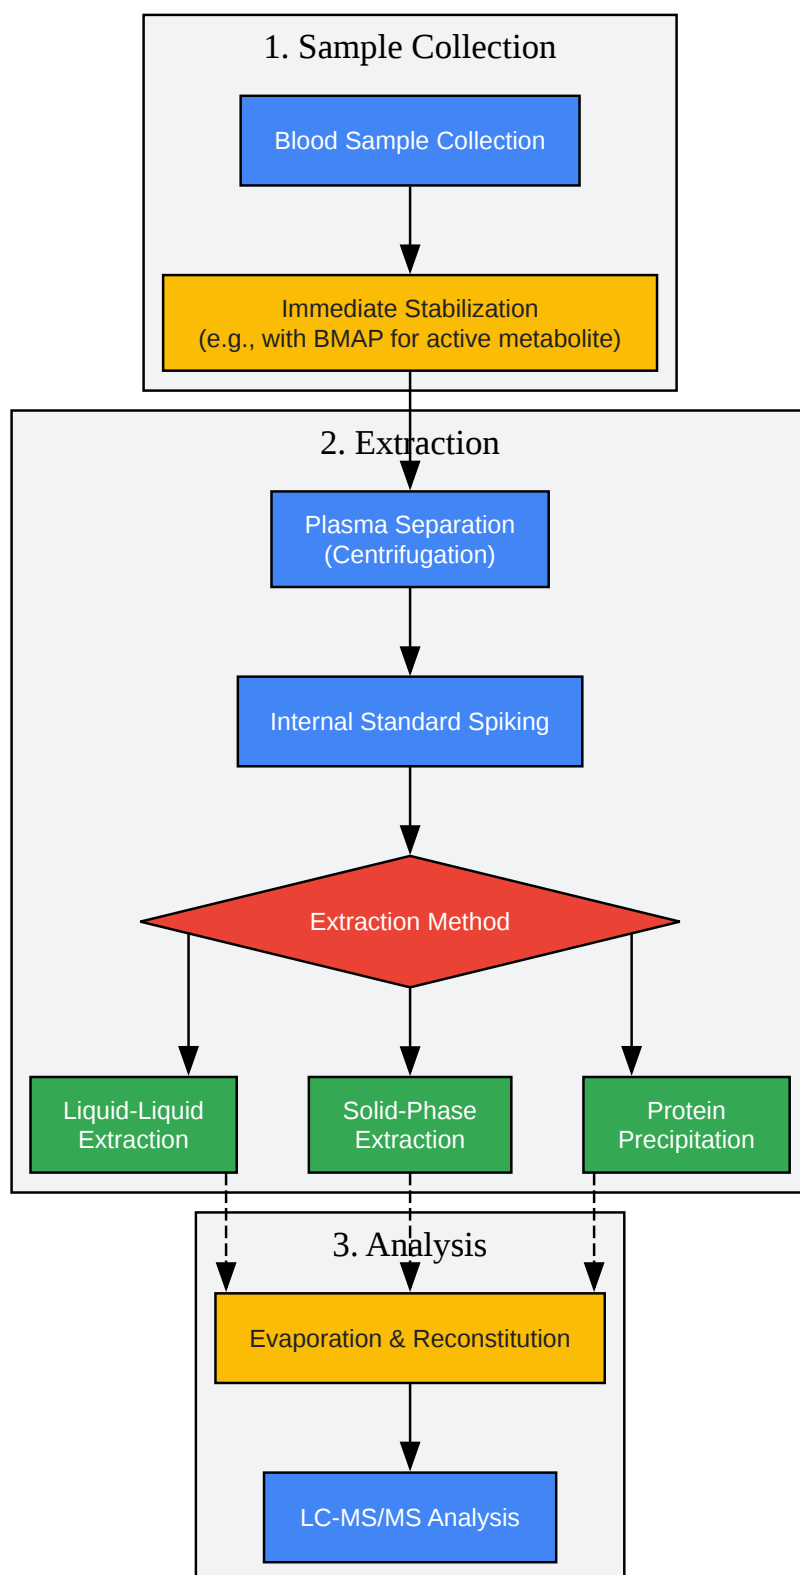 1. Sample Collection
Blood Sample Collection
Immediate Stabilization
(e.g., with BMAP for active metabolite)
2. Extraction
Plasma Separation
(Centrifugation)
Internal Standard Spiking
Extraction Method
Liquid-Liquid
Extraction
Solid-Phase
Extraction
Protein
Precipitation
3. Analysis
Evaporation & Reconstitution
LC-MS/MS Analysis